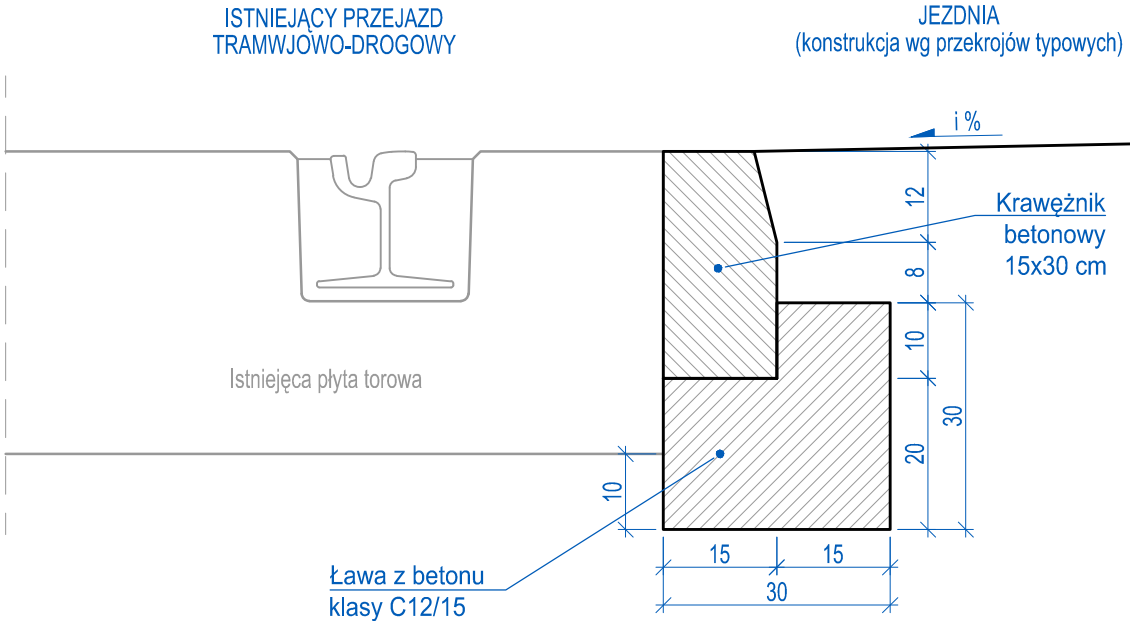 ISTNIEJĄCY PRZEJAZD
TRAMWJOWO-DROGOWY
JEZDNIA
(konstrukcja wg przekrojów typowych)
i %
12
Krawężnik
betonowy
15x30 cm
8
10
Istniejęca płyta torowa
30
20
10
15
15
30
Ława z betonu
klasy C12/15